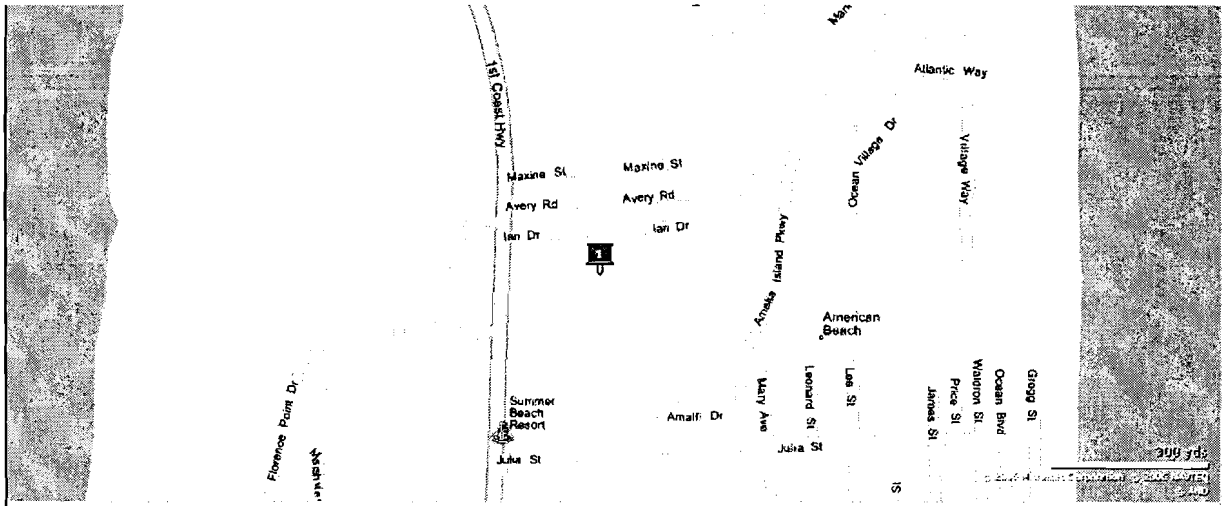 Atlantic Way
1st Coast Hwy
Ocean Village Dr
Village Way
Maxine St
Maxine St
Avery Rd
Avery Rd
Ian Dr
Ian Dr
1
Amelia Island Pkwy
American
Beach
Florence Point Dr
Summer
Beach
Resort
Amalfi Dr
Mary Ave
Leonard St
Lee St
James St
Price St
Waldron St
Ocean Blvd
Gregg St
Julia St
Julia St
300 yds
St